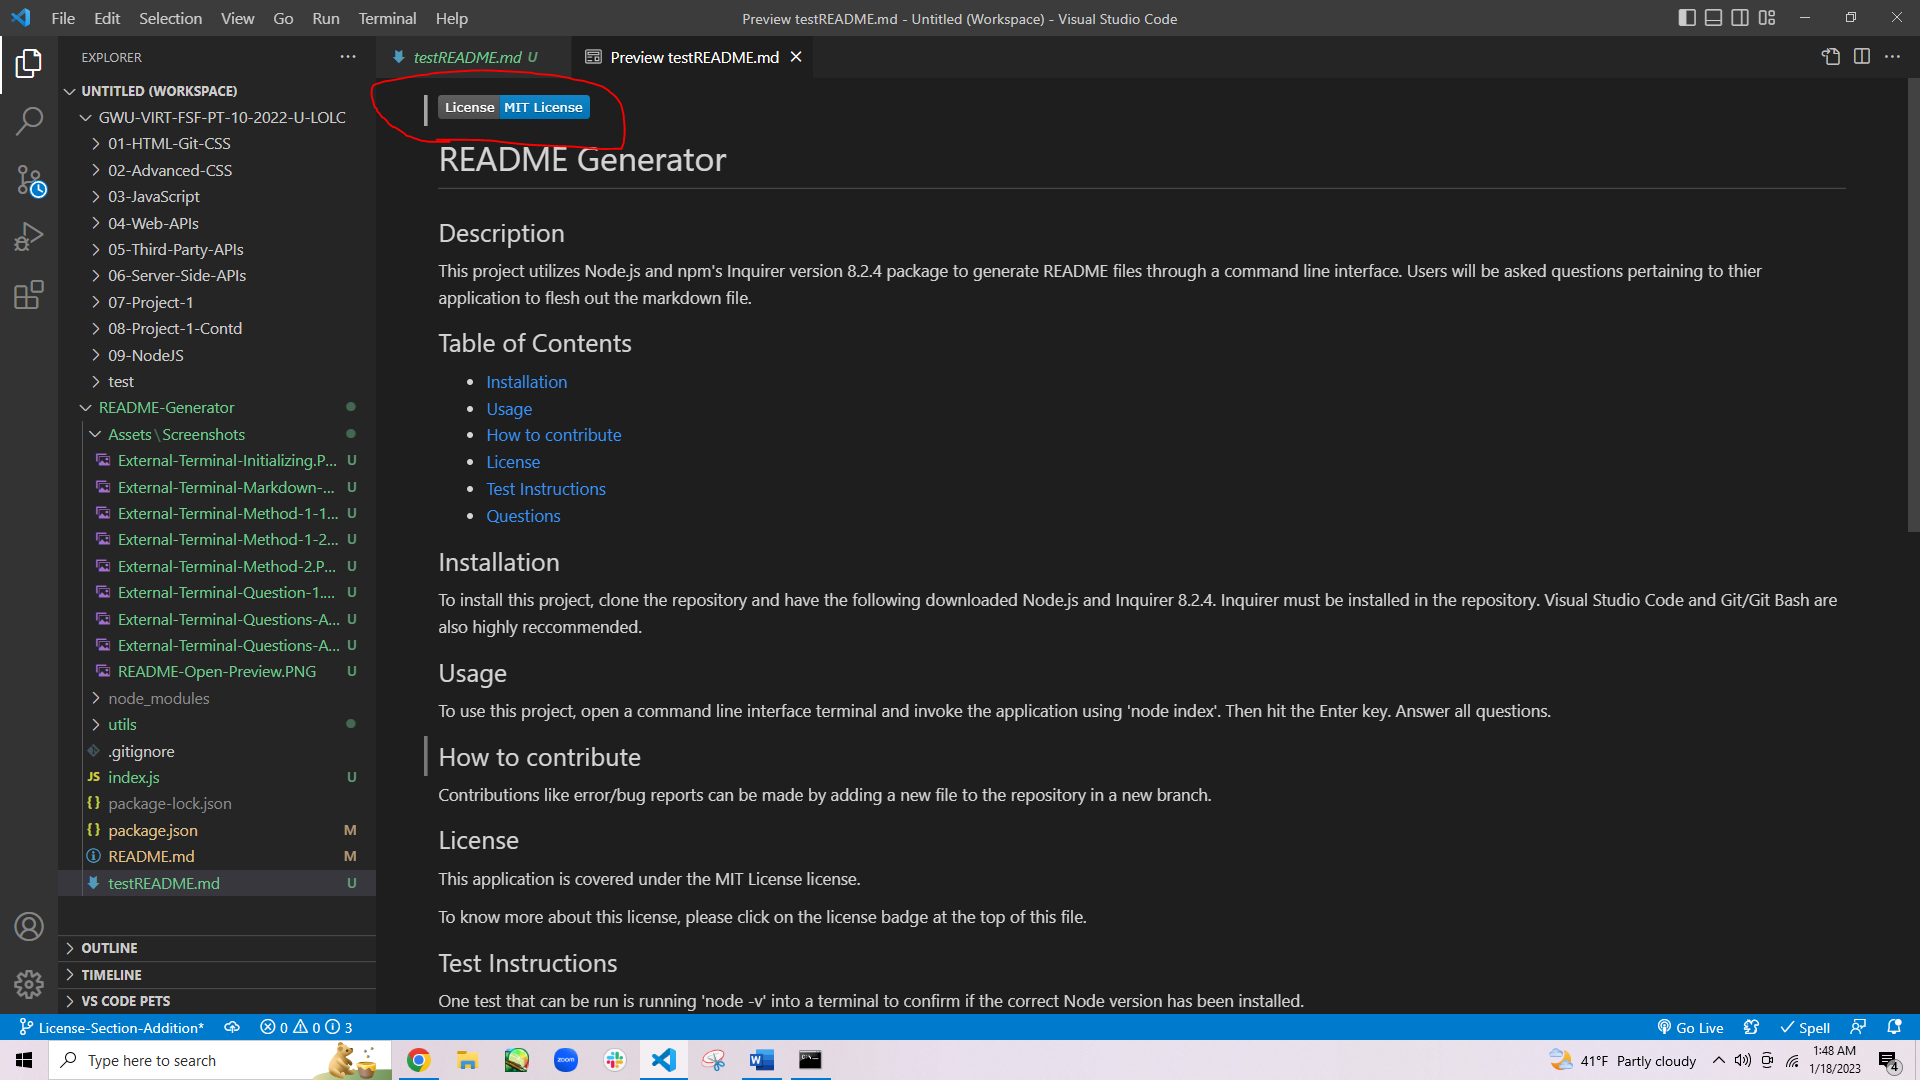 File Edit Selection View Go Run Terminal Help
Preview testREADME.md - Untitled (Workspace) - Visual Studio Code
EXPLORER
testREADME.md U
Preview testREADME.md
UNTITLED (WORKSPACE)
GWU-VIRT-FSF-PT-10-2022-U-LOLC
01-HTML-Git-CSS
02-Advanced-CSS
03-JavaScript
04-Web-APIs
05-Third-Party-APIs
06-Server-Side-APIs
07-Project-1
08-Project-1-Contd
09-NodeJS
test
README-Generator
Assets\Screenshots
External-Terminal-Initializing.P... U
External-Terminal-Markdown-... U
External-Terminal-Method-1-1... U
External-Terminal-Method-1-2... U
External-Terminal-Method-2.P... U
External-Terminal-Question-1.... U
External-Terminal-Questions-A... U
External-Terminal-Questions-A... U
README-Open-Preview.PNG U
node_modules
utils
.gitignore
JS index.js U
{} package-lock.json
{} package.json M
README.md M
testREADME.md U
OUTLINE
TIMELINE
VS CODE PETS
License MIT License
README Generator
Description
This project utilizes Node.js and npm's Inquirer version 8.2.4 package to generate README files through a command line interface. Users will be asked questions pertaining to thier
application to flesh out the markdown file.
Table of Contents
• Installation
• Usage
• How to contribute
• License
• Test Instructions
• Questions
Installation
To install this project, clone the repository and have the following downloaded Node.js and Inquirer 8.2.4. Inquirer must be installed in the repository. Visual Studio Code and Git/Git Bash are
also highly reccommended.
Usage
To use this project, open a command line interface terminal and invoke the application using 'node index'. Then hit the Enter key. Answer all questions.
How to contribute
Contributions like error/bug reports can be made by adding a new file to the repository in a new branch.
License
This application is covered under the MIT License license.
To know more about this license, please click on the license badge at the top of this file.
Test Instructions
One test that can be run is running 'node -v' into a terminal to confirm if the correct Node version has been installed.
License-Section-Addition* 0 0 3
Go Live Spell
Type here to search
zoom
41°F Partly cloudy
1:48 AM
1/18/2023
4